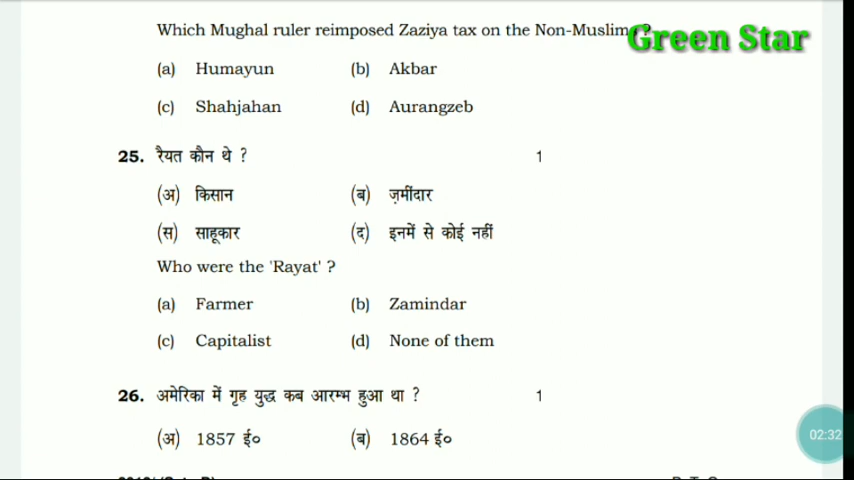 Which Mughal ruler reimposed Zaziya tax on the Non-Muslim ?
Green Star
(a) Humayun (b) Akbar
(c) Shahjahan (d) Aurangzeb
25. रैयत कौन थे ? 1
(अ) किसान (ब) ज़मींदार
(स) साहूकार (द) इनमें से कोई नहीं
Who were the 'Rayat' ?
(a) Farmer (b) Zamindar
(c) Capitalist (d) None of them
26. अमेरिका में गृह युद्ध कब आरम्भ हुआ था ? 1
(अ) 1857 ई० (ब) 1864 ई०
02:32